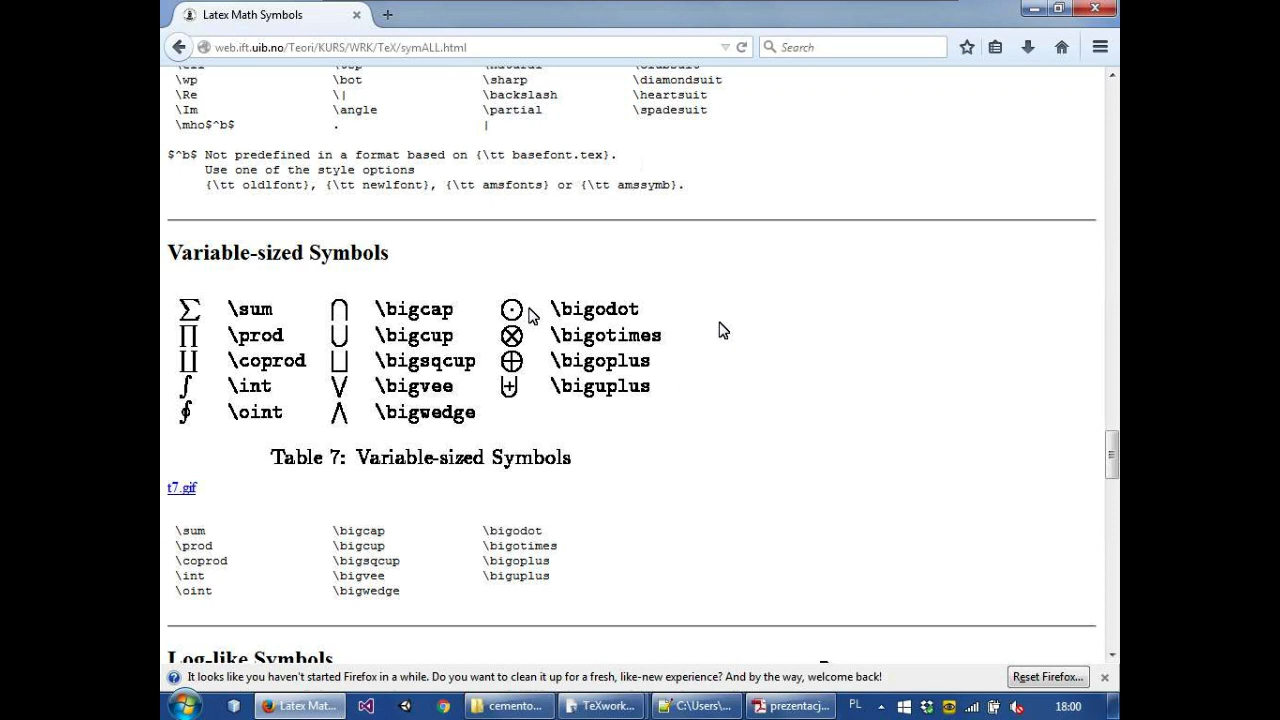 Latex Math Symbols
web.ift.uib.no/Teori/KURS/WRK/TeX/symALL.html
Search
\wp \bot \sharp \diamondsuit
\Re \| \backslash \heartsuit
\Im \angle \partial \spadesuit
\mho$^b$ . |
$^b$ Not predefined in a format based on {\tt basefont.tex}.
Use one of the style options
{\tt oldlfont}, {\tt newlfont}, {\tt amsfonts} or {\tt amssymb}.
Variable-sized Symbols
∑ \sum ⋂ \bigcap ⨀ \bigodot
∏ \prod ⋃ \bigcup ⨂ \bigotimes
∐ \coprod ⨆ \bigsqcup ⨁ \bigoplus
∫ \int ⋁ \bigvee ⨄ \biguplus
∮ \oint ⋀ \bigwedge
Table 7: Variable-sized Symbols
t7.gif
\sum \bigcap \bigodot
\prod \bigcup \bigotimes
\coprod \bigsqcup \bigoplus
\int \bigvee \biguplus
\oint \bigwedge
Log-like Symbols
It looks like you haven't started Firefox in a while. Do you want to clean it up for a fresh, like-new experience? And by the way, welcome back!
Reset Firefox...
Latex Mat... cemento... TeXwork... C:\Users\... prezentacj... PL 18:00